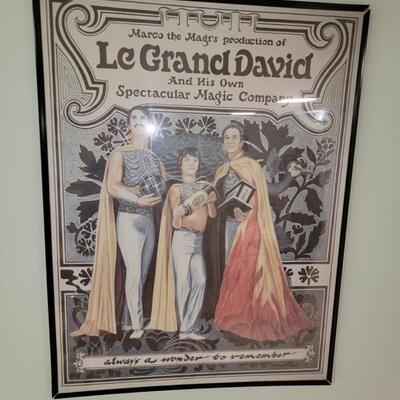 Marco the Magi's production of
Le Grand David
And His Own
Spectacular Magic Company
always a wonder to remember